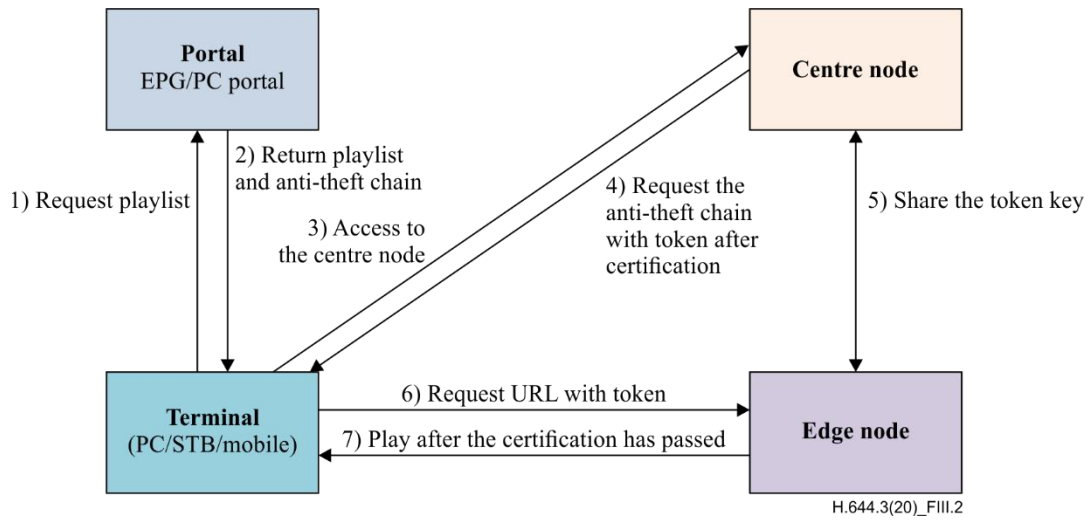 Portal
EPG/PC portal
Centre node
1) Request playlist
2) Return playlist
and anti-theft chain
3) Access to
the centre node
4) Request the
anti-theft chain
with token after
certification
5) Share the token key
Terminal
(PC/STB/mobile)
6) Request URL with token
7) Play after the certification has passed
Edge node
H.644.3(20)_FIII.2